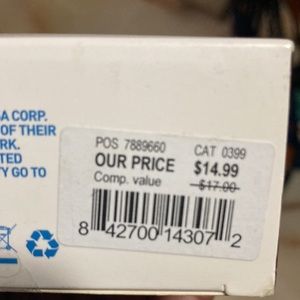 A CORP.
OF THEIR
RK.
TED
TY GO TO
POS 7889660 CAT 0399
OUR PRICE $14.99
Comp. value $17.00
8 42700 14307 2